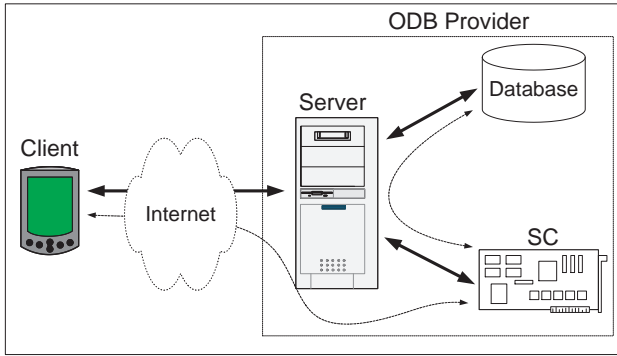 ODB Provider
Database
Server
Client
Internet
SC